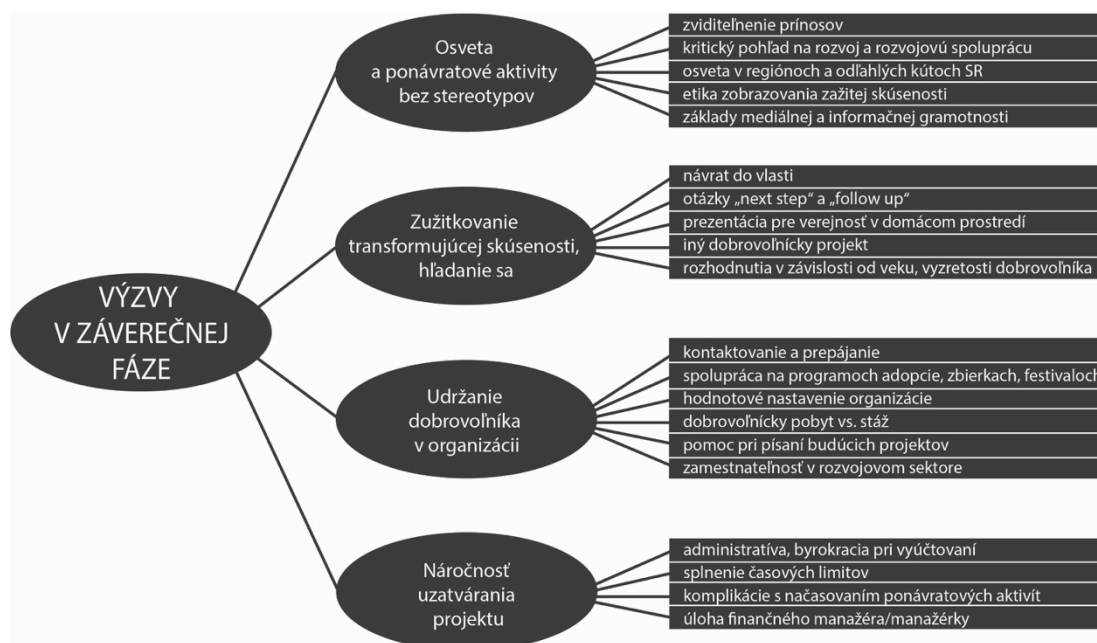 VÝZVY
V ZÁVEREČNEJ
FÁZE
Osveta
a ponávratové aktivity
bez stereotypov
zviditeľnenie prínosov
kritický pohľad na rozvoj a rozvojovú spoluprácu
osveta v regiónoch a odľahlých kútoch SR
etika zobrazovania zažitej skúsenosti
základy mediálnej a informačnej gramotnosti
Zužitkovanie
transformujúcej skúsenosti,
hľadanie sa
návrat do vlasti
otázky „next step“ a „follow up“
prezentácia pre verejnosť v domácom prostredí
iný dobrovoľnícky projekt
rozhodnutia v závislosti od veku, vyzretosti dobrovoľníka
Udržanie
dobrovoľníka
v organizácii
kontaktovanie a prepájanie
spolupráca na programoch adopcie, zbierkach, festivaloch
hodnotové nastavenie organizácie
dobrovoľnícky pobyt vs. stáž
pomoc pri písaní budúcich projektov
zamestnateľnosť v rozvojovom sektore
Náročnosť
uzatvárania
projektu
administratíva, byrokracia pri vyúčtovaní
splnenie časových limitov
komplikácie s načasovaním ponávratových aktivít
úloha finančného manažéra/manažérky